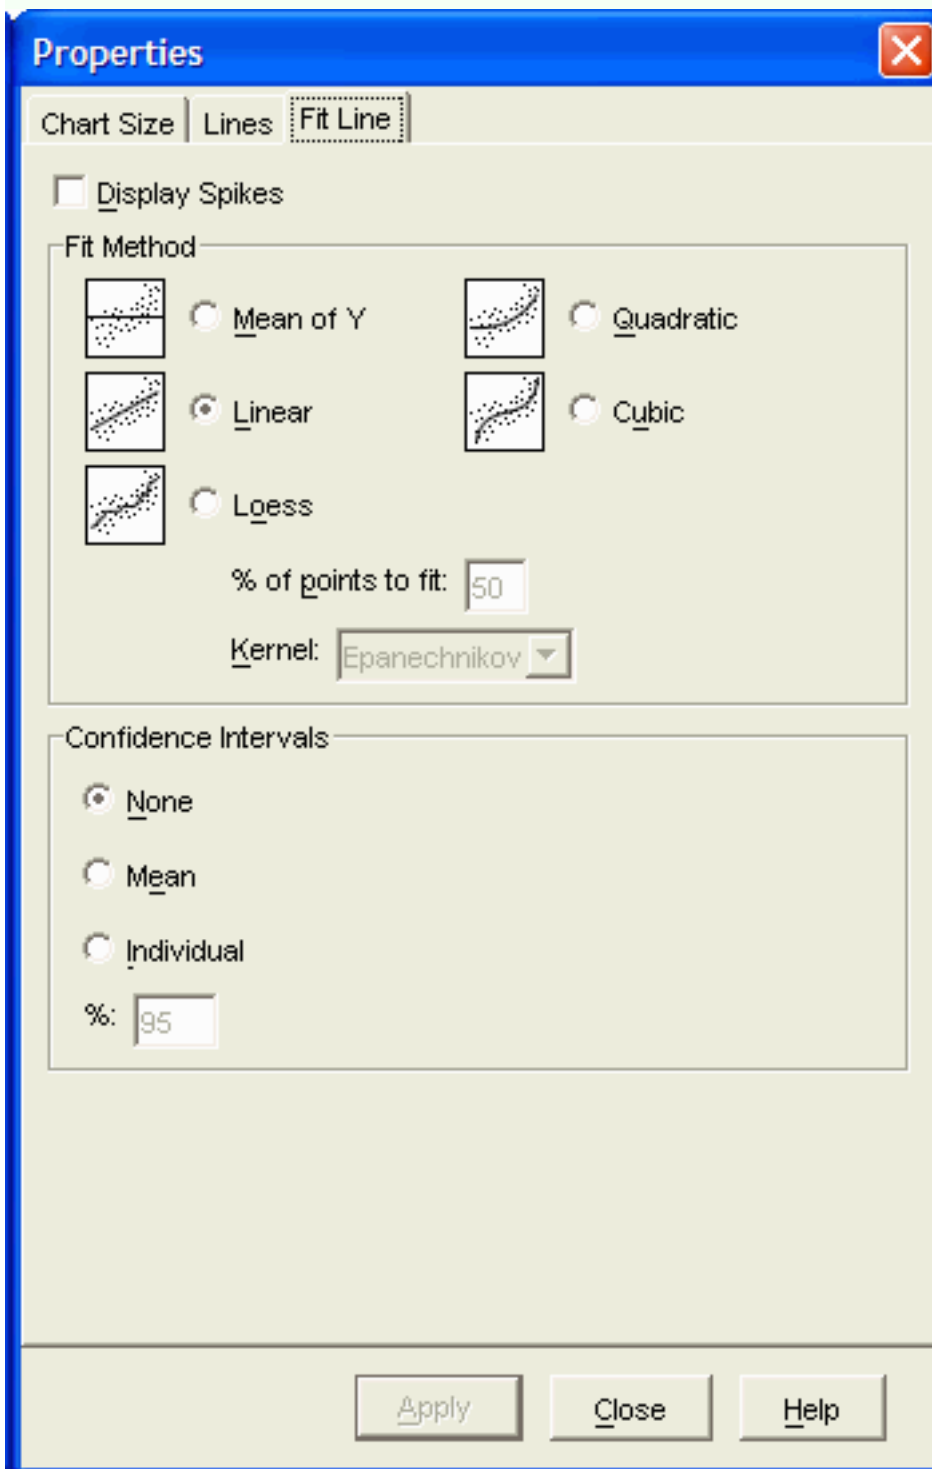 Properties
Chart Size Lines Fit Line
Display Spikes
Fit Method
Mean of Y Quadratic
Linear Cubic
Loess
% of points to fit: 50
Kernel: Epanechnikov
Confidence Intervals
None
Mean
Individual
%: 95
Apply Close Help